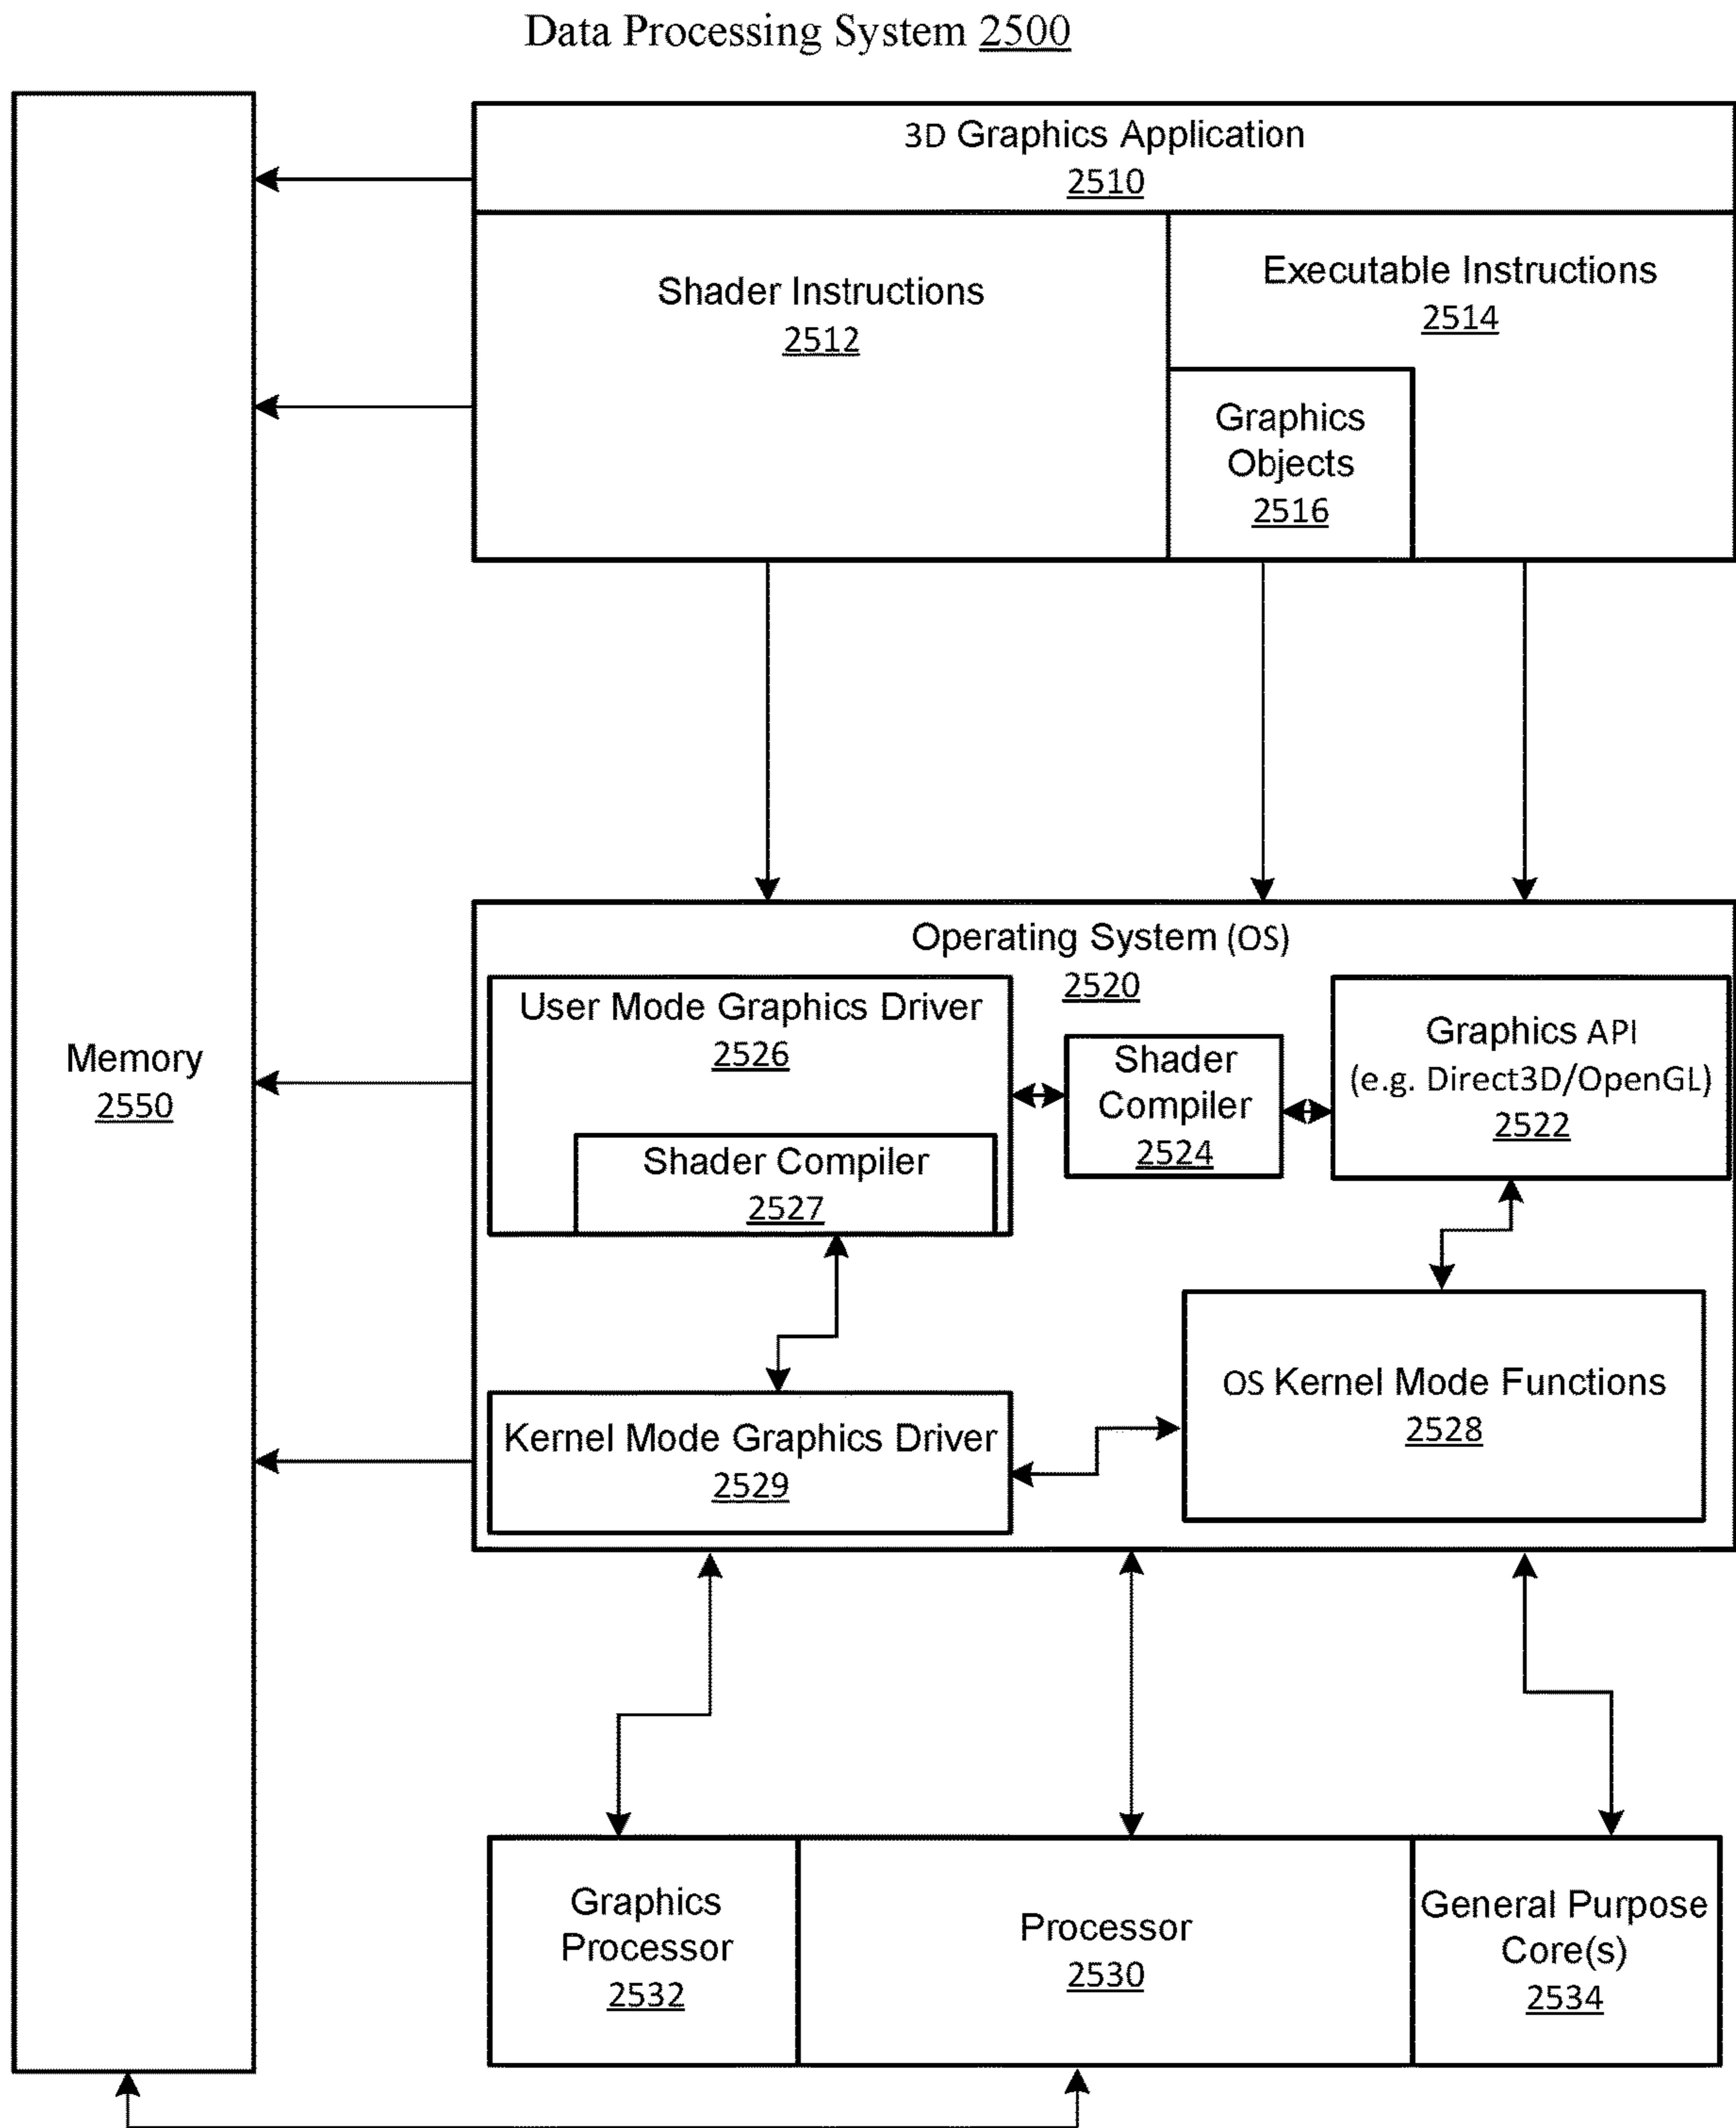 Data Processing System 2500
3D Graphics Application
2510
Shader Instructions
2512
Executable Instructions
2514
Graphics
Objects
2516
Memory
2550
Operating System (OS)
2520
User Mode Graphics Driver
2526
Shader Compiler
2527
Shader
Compiler
2524
Graphics API
(e.g. Direct3D/OpenGL)
2522
Kernel Mode Graphics Driver
2529
OS Kernel Mode Functions
2528
Graphics
Processor
2532
Processor
2530
General Purpose
Core(s)
2534